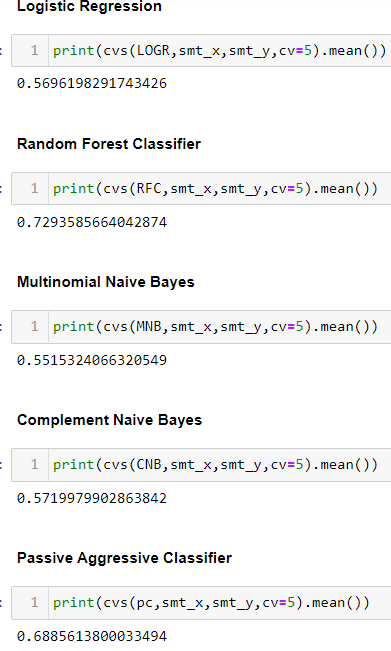 Logistic Regression
1 print(cvs(LOGR,smt_x,smt_y,cv=5).mean())
0.5696198291743426
Random Forest Classifier
1 print(cvs(RFC,smt_x,smt_y,cv=5).mean())
0.7293585664042874
Multinomial Naive Bayes
1 print(cvs(MNB,smt_x,smt_y,cv=5).mean())
0.5515324066320549
Complement Naive Bayes
1 print(cvs(CNB,smt_x,smt_y,cv=5).mean())
0.5719979902863842
Passive Aggressive Classifier
1 print(cvs(pc,smt_x,smt_y,cv=5).mean())
0.6885613800033494